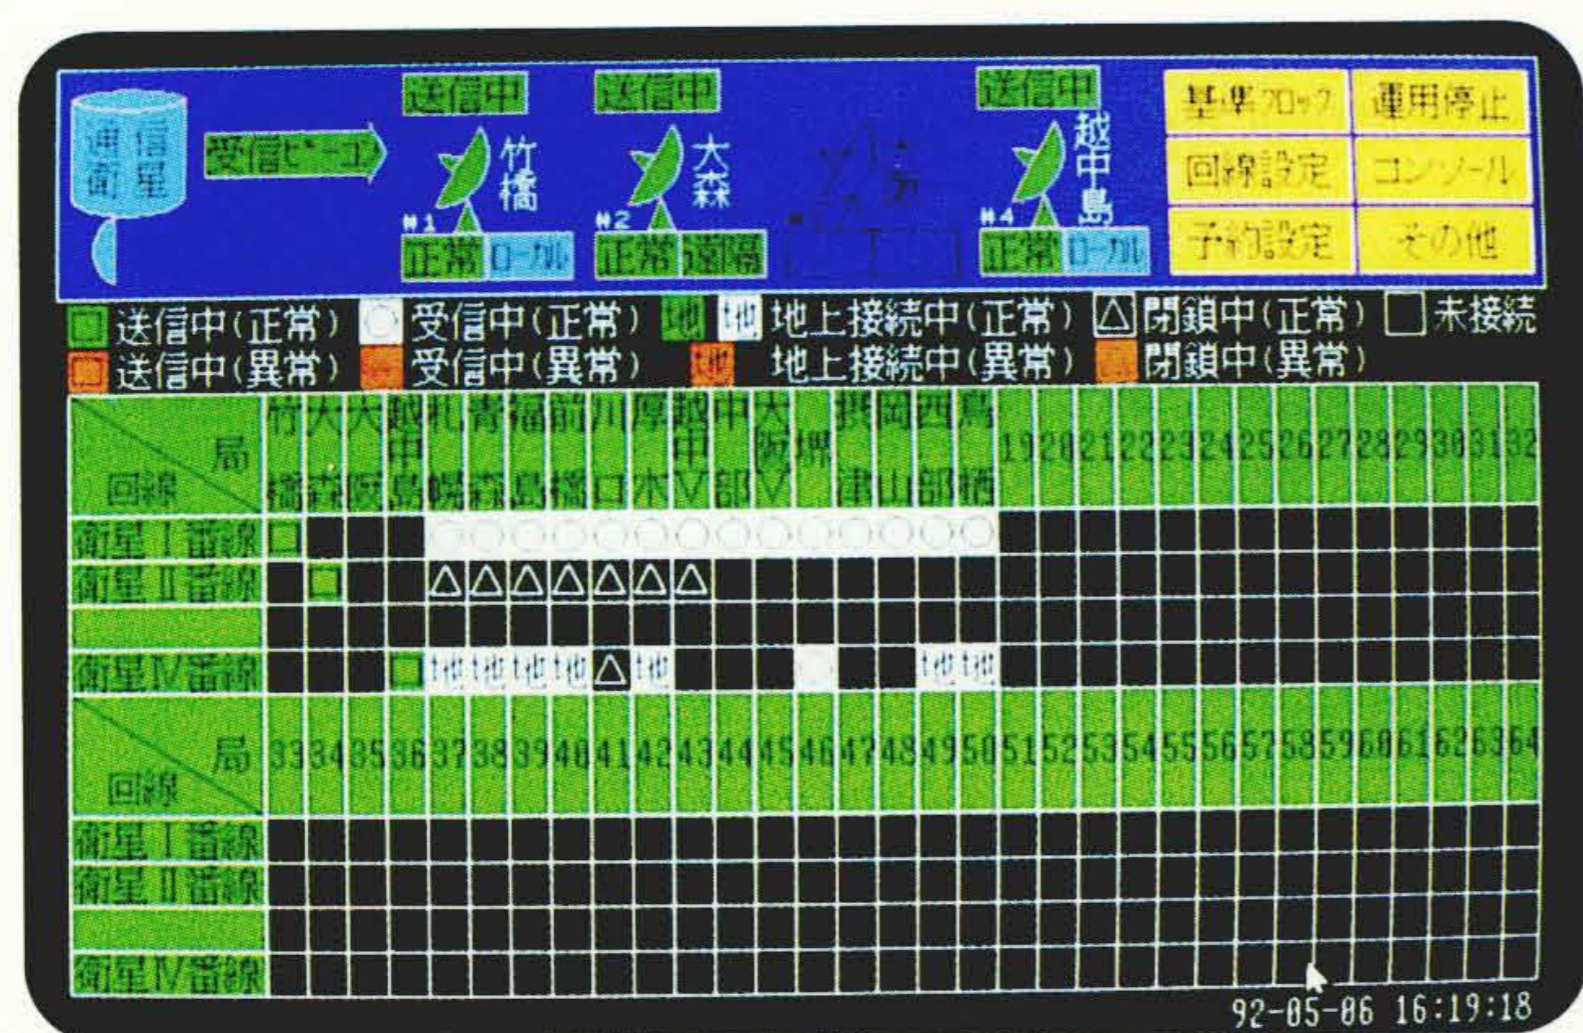 送信中 送信中 送信中
通信衛星 受信ビーコン 竹橋 大森 越中島
#1 #2 #4
正常 ローカル 正常 遠隔 正常 ローカル
基準クロック 運用停止
回線設定 コンソール
予約設定 その他
送信中(正常) 受信中(正常) 地 地 地上接続中(正常) △ 閉鎖中(正常) 未接続
送信中(異常) 受信中(異常) 地 地上接続中(異常) 閉鎖中(異常)
局 回線 竹橋 大森 大阪 越中島 札幌 青森 福島 前橋 川口 厚木 越中V 中部 大阪V 堺 摂津 岡山 西部 鳥栖 19 20 21 22 23 24 25 26 27 28 29 30 31 32
衛星Ⅰ番線 □ ○ ○ ○ ○ ○ ○ ○ ○ ○ ○ ○ ○ ○ ○
衛星Ⅱ番線 □ △ △ △ △ △ △ △
衛星Ⅳ番線 □ 地 地 地 地 △ 地 ○ 地 地
局 回線 33 34 35 36 37 38 39 40 41 42 43 44 45 46 47 48 49 50 51 52 53 54 55 56 57 58 59 60 61 62 63 64
衛星Ⅰ番線
衛星Ⅱ番線
衛星Ⅳ番線
92-05-06 16:19:18